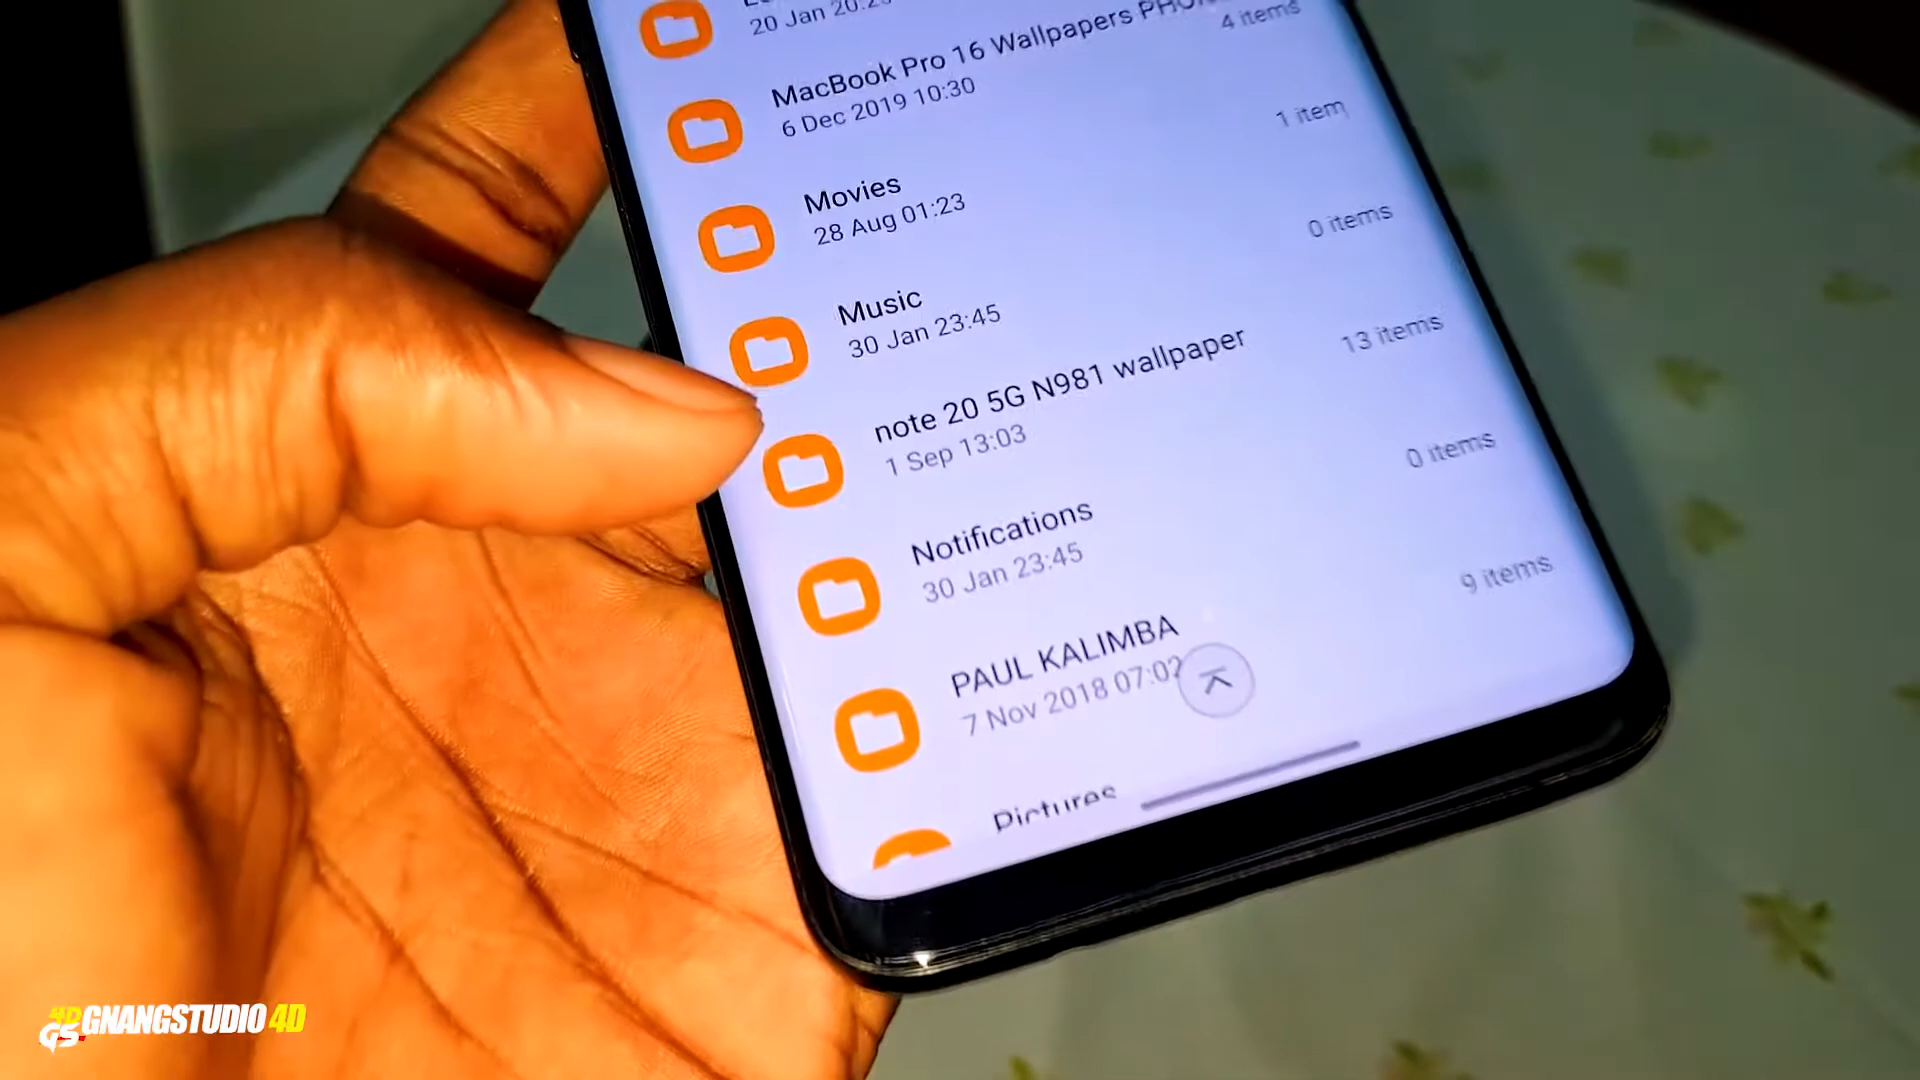 20 Jan 20:2
MacBook Pro 16 Wallpapers
4 items
6 Dec 2019 10:30
1 item
Movies
28 Aug 01:23
0 items
Music
30 Jan 23:45
13 items
note 20 5G N981 wallpaper
1 Sep 13:03
0 items
Notifications
30 Jan 23:45
9 items
PAUL KALIMBA
7 Nov 2018 07:02
Pictures
4D
GS GNANGSTUDIO 4D